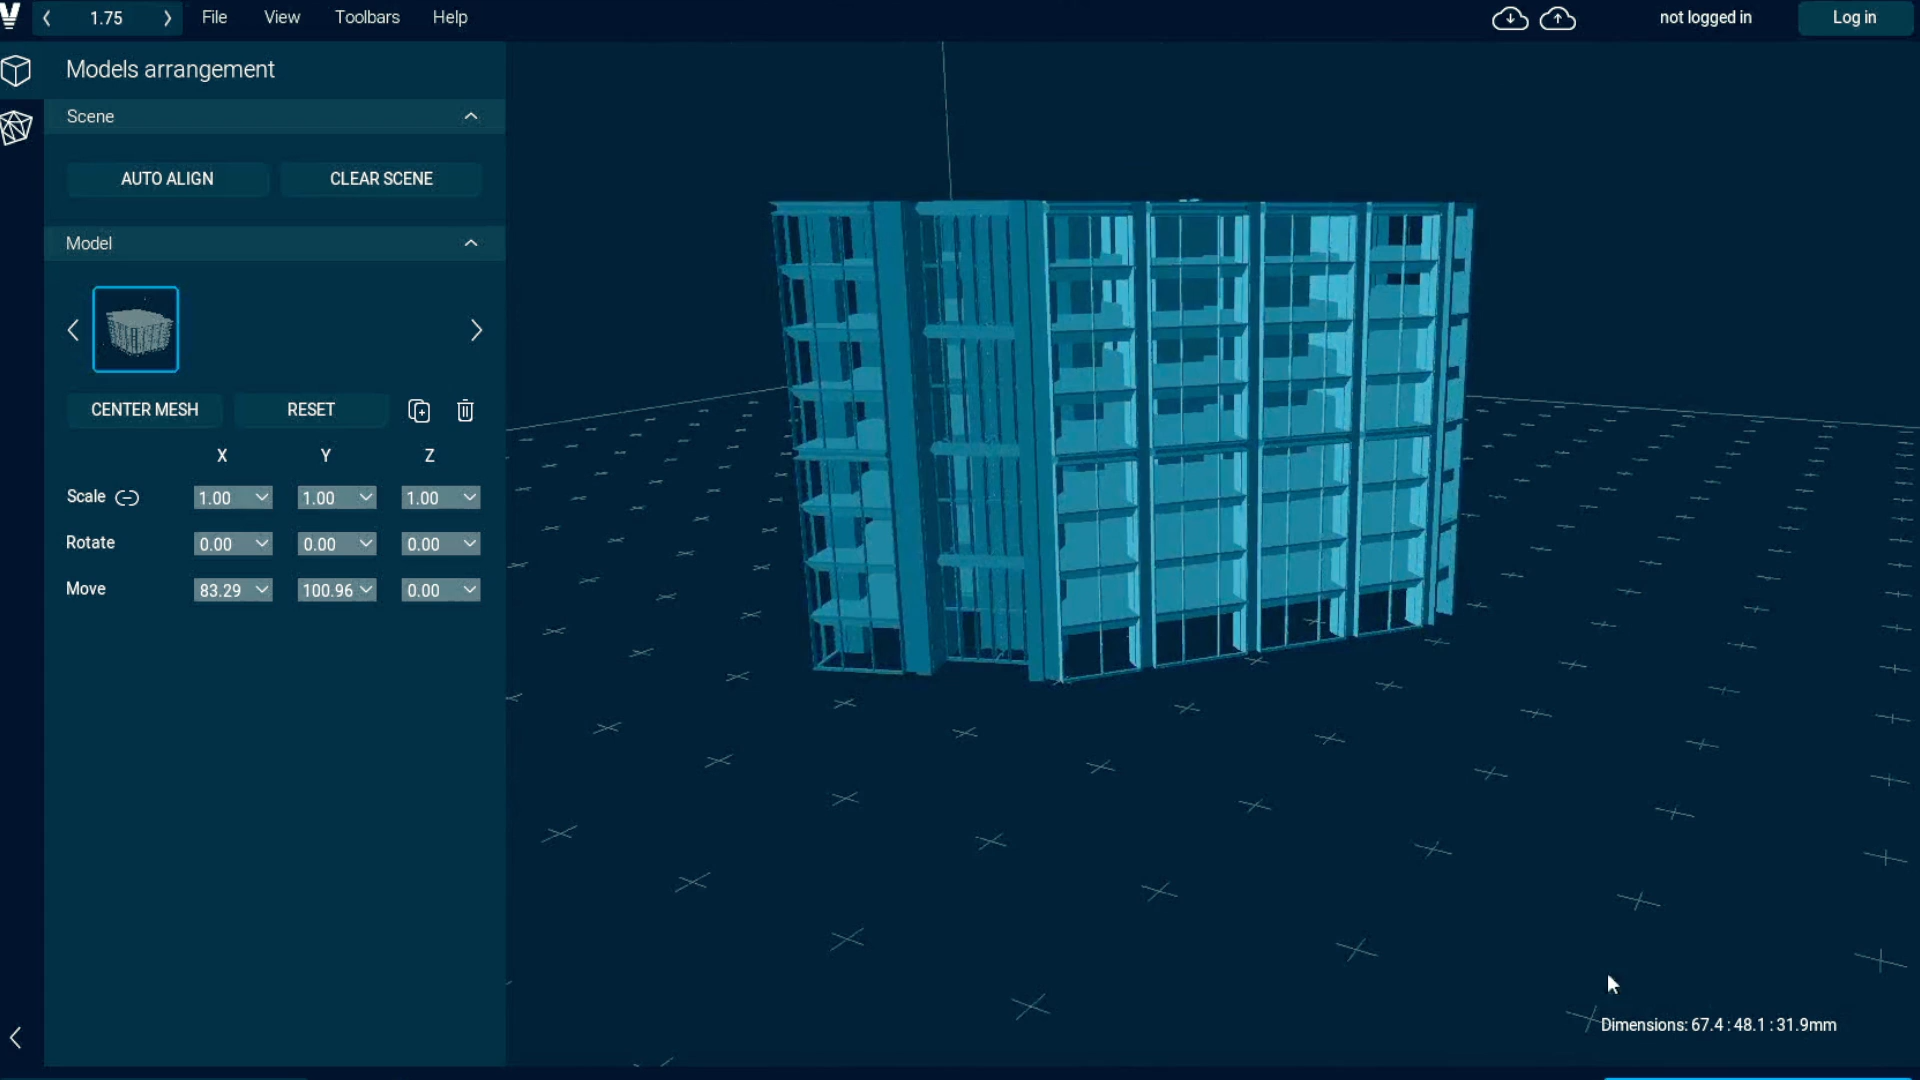 1.75 File View Toolbars Help not logged in Log in
Models arrangement
Scene
AUTO ALIGN CLEAR SCENE
Model
CENTER MESH RESET
X Y Z
Scale 1.00 1.00 1.00
Rotate 0.00 0.00 0.00
Move 83.29 100.96 0.00
Dimensions: 67.4 : 48.1 : 31.9mm